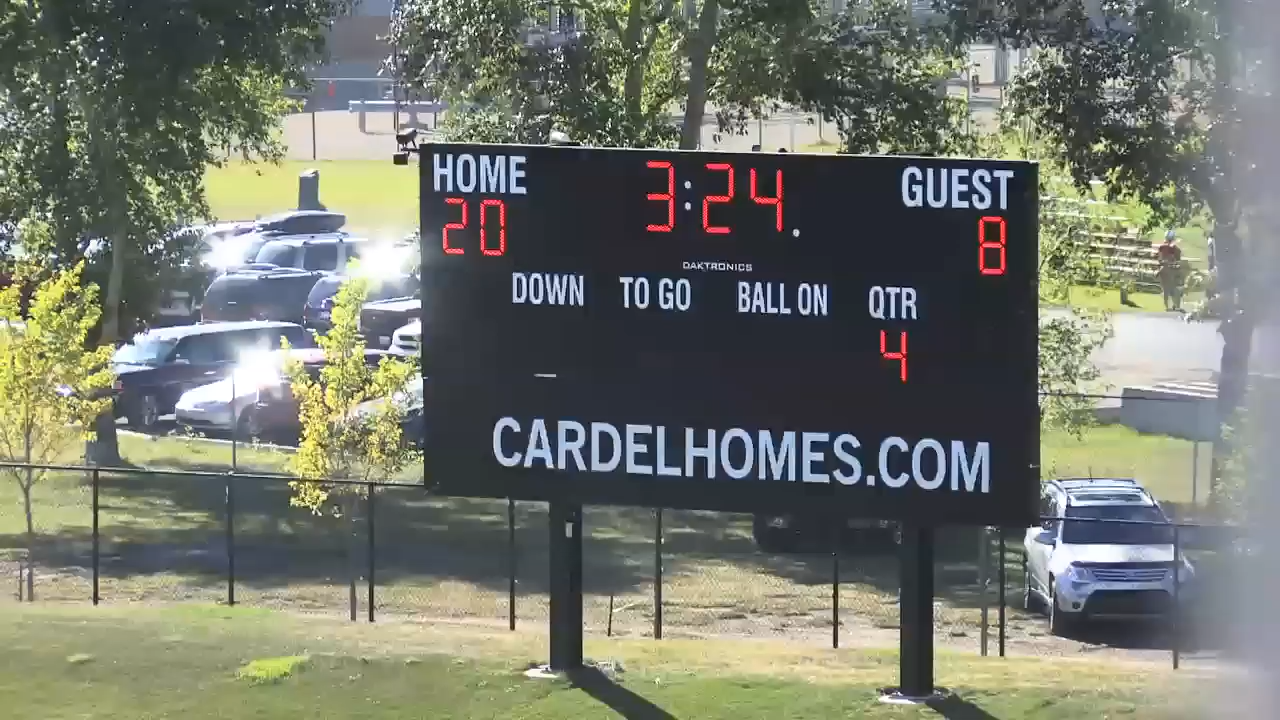 HOME 3:24. GUEST
20 8
DAKTRONICS
DOWN TO GO BALL ON QTR
4
CARDELHOMES.COM